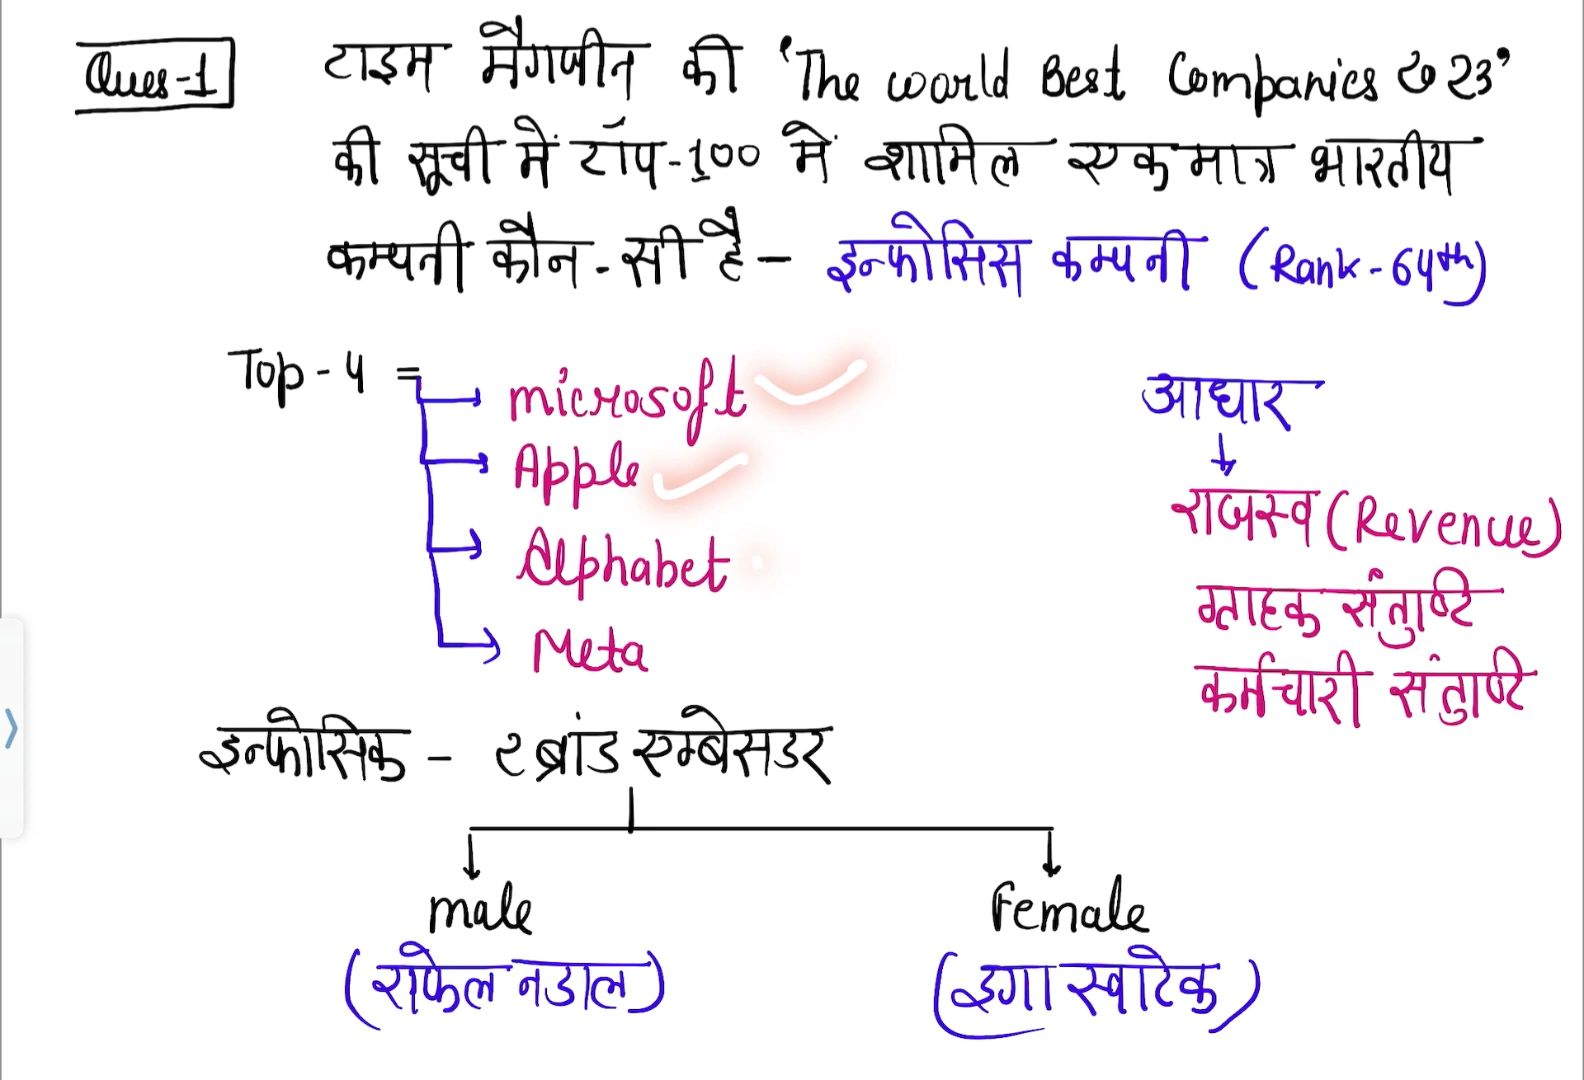 Ques-1
टाइम मैगजीन की 'The world Best Companies 2023'
की सूची में टॉप-100 में शामिल एकमात्र भारतीय
कम्पनी कौन-सी है - इन्फोसिस कम्पनी (Rank-64th)
Top-4 =
microsoft
Apple
Alphabet
Meta
आधार
राजस्व (Revenue)
ग्राहक संतुष्टि
कर्मचारी संतुष्टि
इन्फोसिक - 2 ब्रांड एम्बेसडर
male
Female
(राफेल नडाल)
(इगा स्वाटेक)